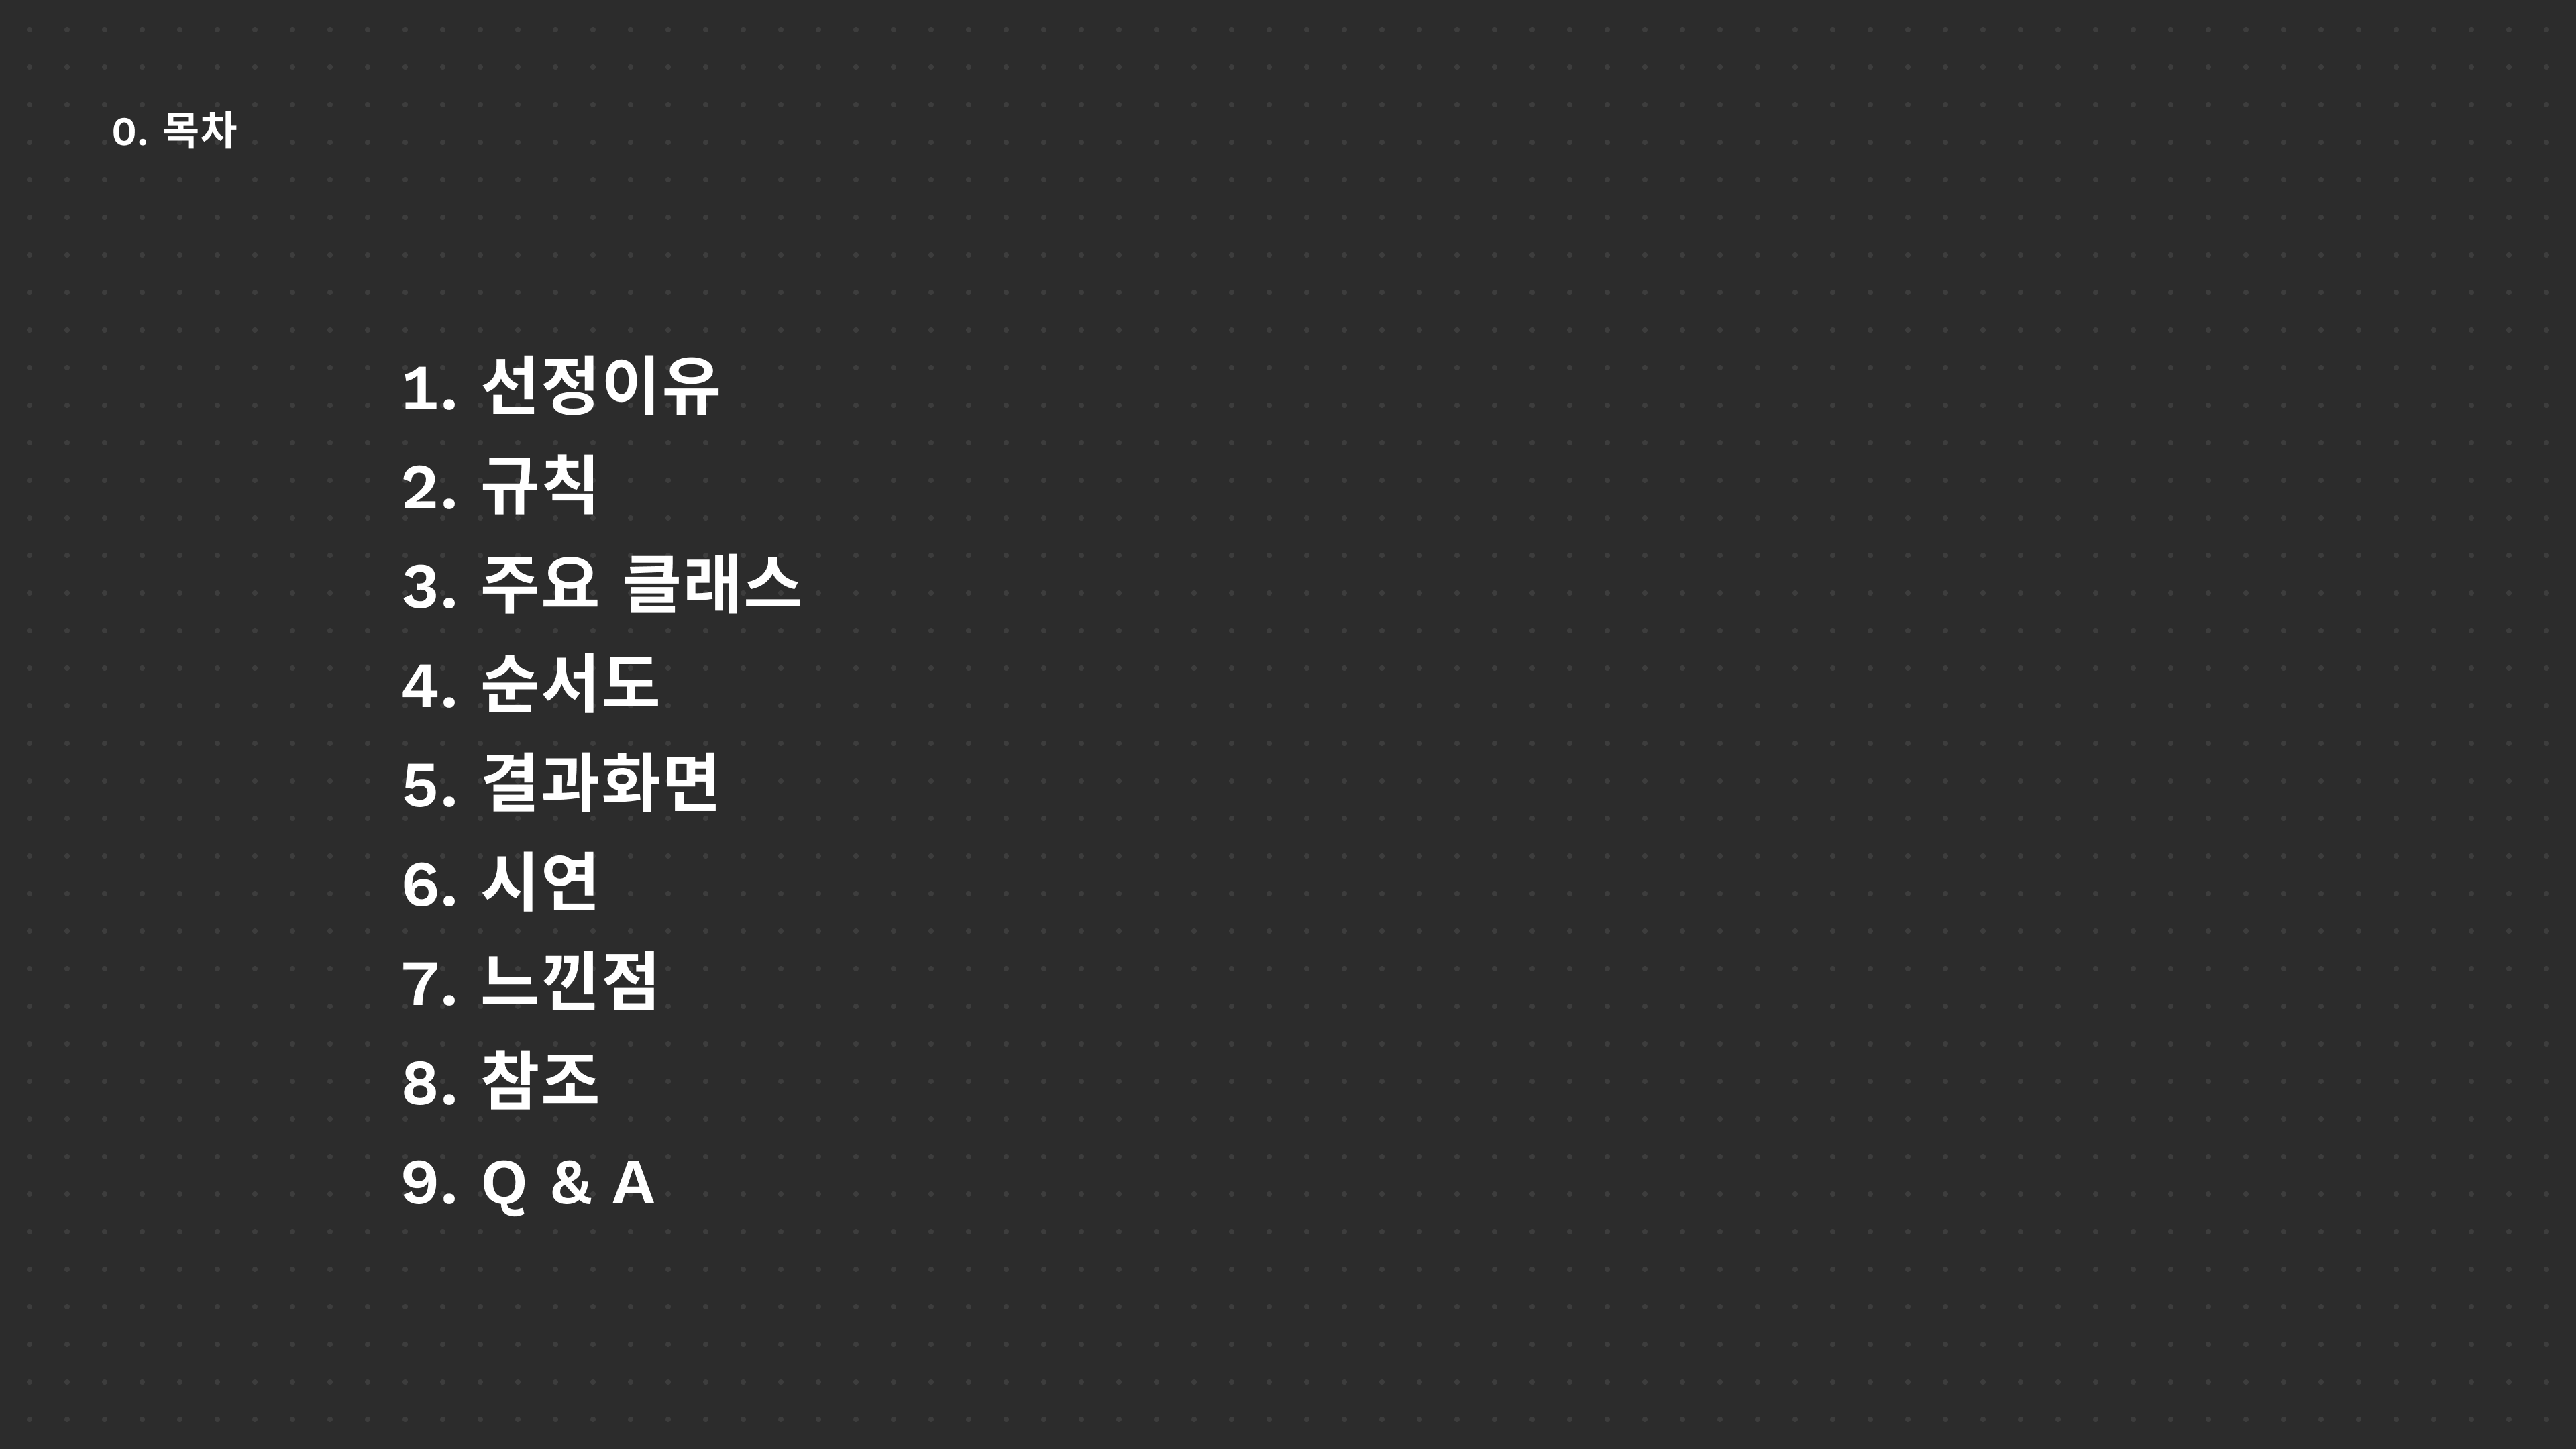 0. 목차
1. 선정이유
2. 규칙
3. 주요 클래스
4. 순서도
5. 결과화면
6. 시연
7. 느낀점
8. 참조
9. Q & A